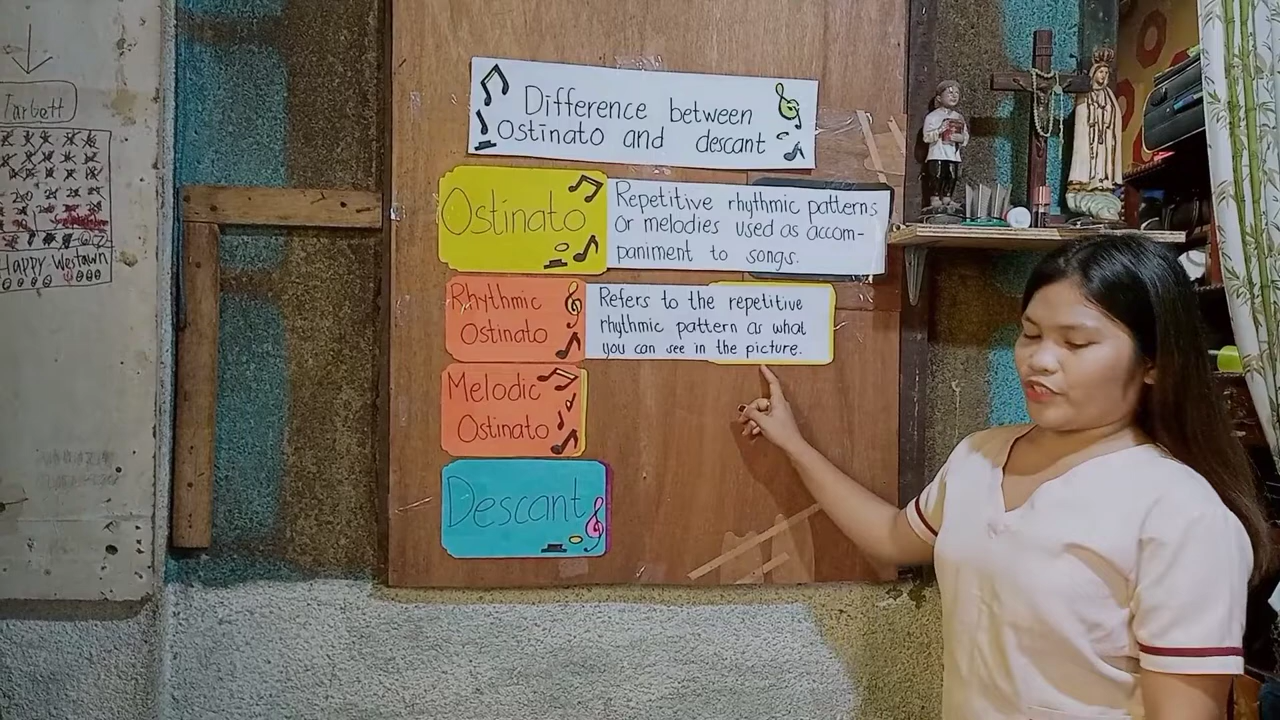 Tarbett
Happy Westawn
Difference between
Ostinato and descant
Ostinato
Repetitive rhythmic patterns
or melodies used as accom-
paniment to songs.
Rhythmic
Ostinato
Refers to the repetitive
rhythmic pattern as what
you can see in the picture.
Melodic
Ostinato
Descant